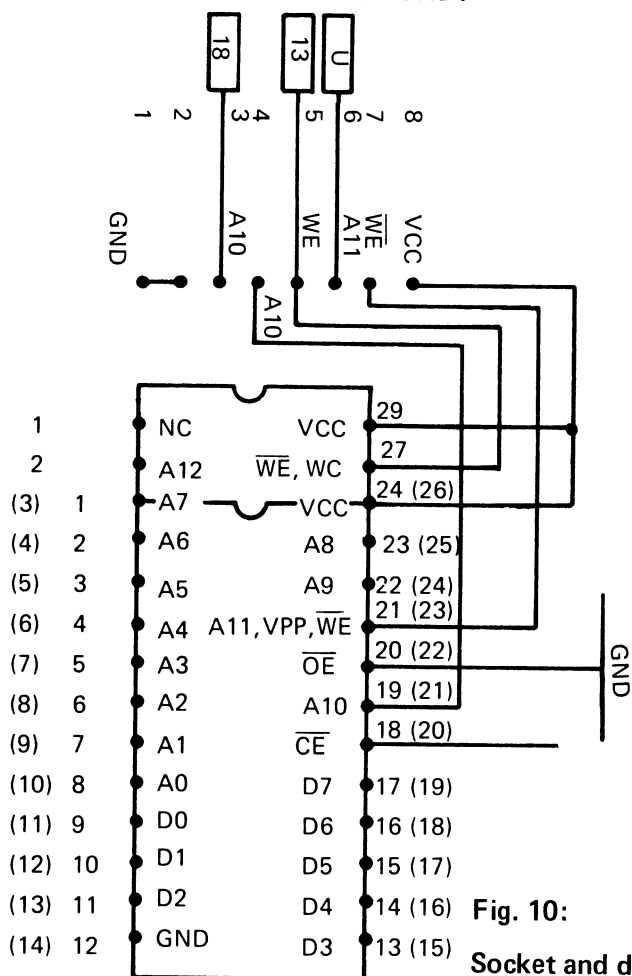 18 13 U
1 2 3 4 5 6 7 8
GND A10 WE A11 WE VCC
A10
1 NC VCC 29
2 A12 WE, WC 27
(3) 1 A7 VCC 24 (26)
(4) 2 A6 A8 23 (25)
(5) 3 A5 A9 22 (24)
(6) 4 A4 A11,VPP,WE 21 (23)
(7) 5 A3 OE 20 (22)
GND
(8) 6 A2 A10 19 (21)
(9) 7 A1 CE 18 (20)
(10) 8 A0 D7 17 (19)
(11) 9 D0 D6 16 (18)
(12) 10 D1 D5 15 (17)
(13) 11 D2 D4 14 (16)
(14) 12 GND D3 13 (15)
Fig. 10:
Socket and d